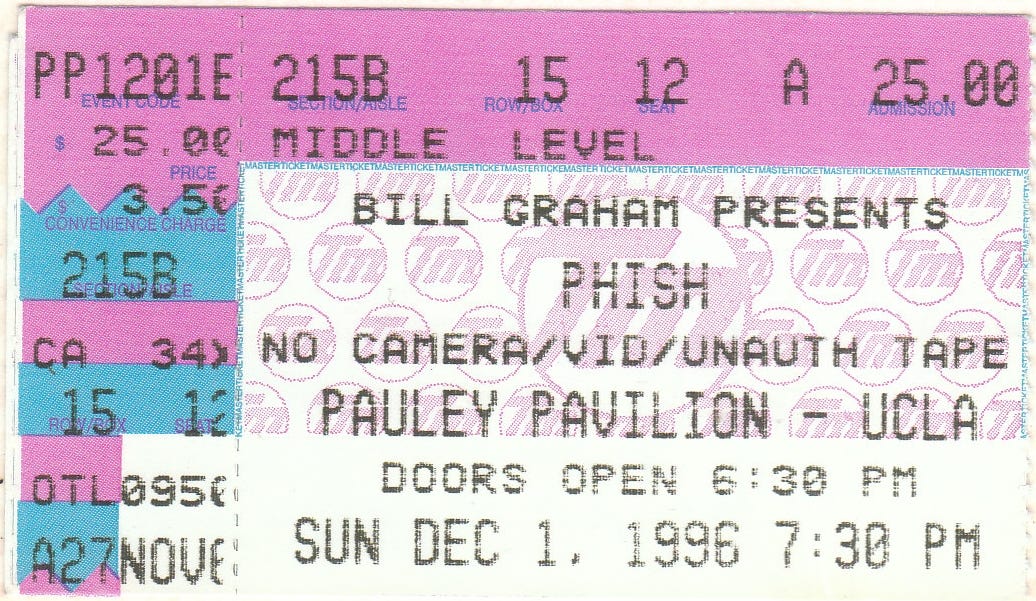 PP1201E 215B 15 12 A 25.00
EVENT CODE SECTION/AISLE ROW/BOX SEAT ADMISSION
$ 25.00 MIDDLE LEVEL
PRICE
MASTERTICKETMASTERTICKETMASTERTICKETMASTERTICKETMASTERTICKETMASTERTICKETMASTERTICKETMASTERTICKET
$ 3.50 BILL GRAHAM PRESENTS
CONVENIENCE CHARGE
215B PHISH
SECTION/AISLE
CA 34X NO CAMERA/VID/UNAUTH TAPE
15 12 PAULEY PAVILION - UCLA
ROW/BOX SEAT
OTL095 DOORS OPEN 6:30 PM
A27NOV6 SUN DEC 1, 1996 7:30 PM